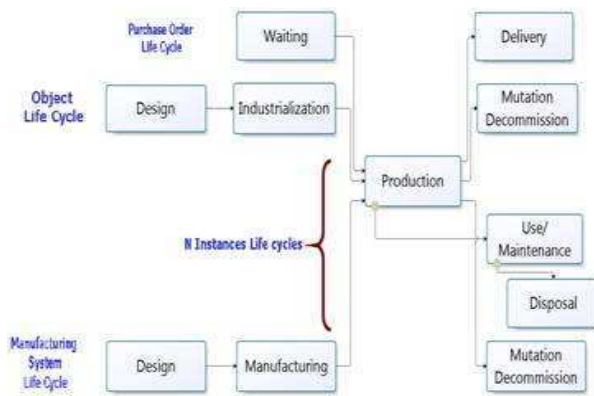 Purchase Order
Life Cycle
Waiting
Delivery
Object
Life Cycle
Design
Industrialization
Mutation
Decommission
Production
N Instances Life cycles
Use/
Maintenance
Disposal
Manufacturing
System
Life Cycle
Design
Manufacturing
Mutation
Decommission